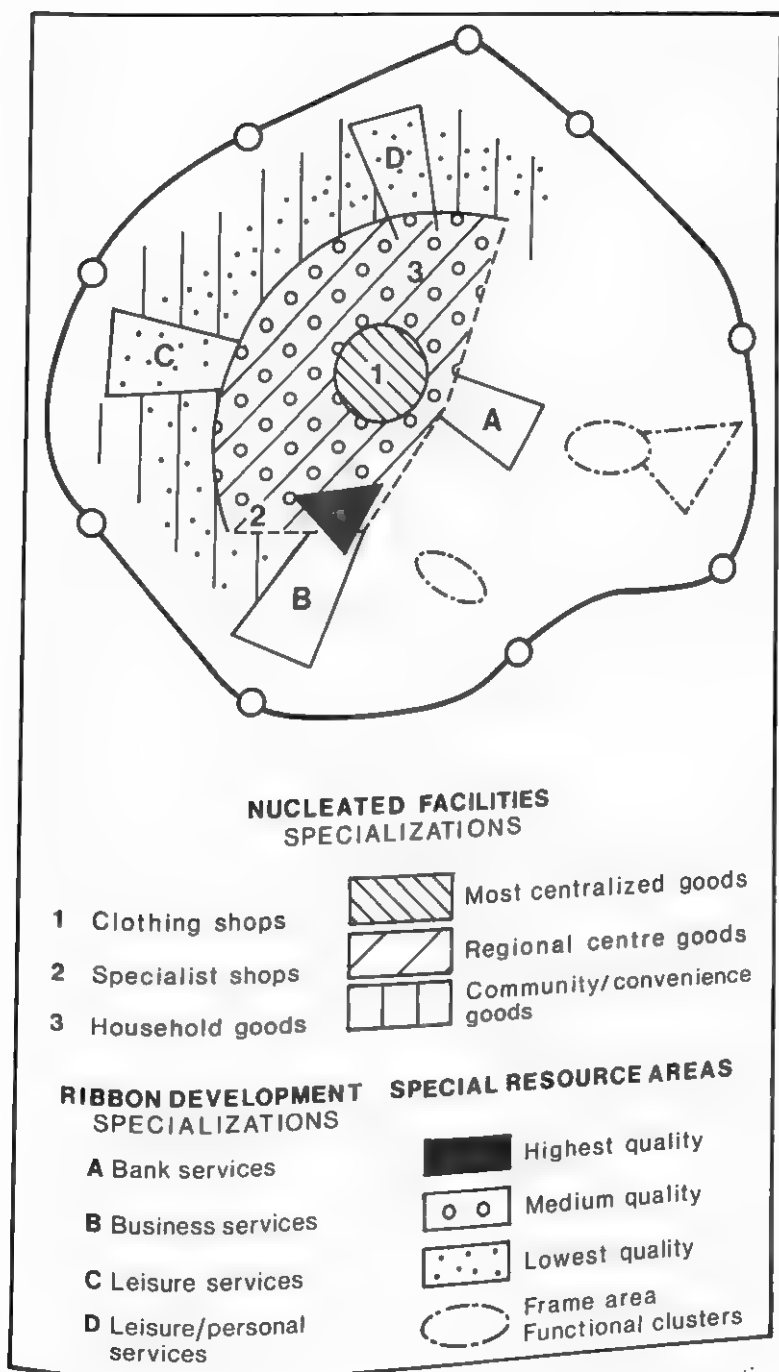 D
3
C
1
A
2
B
NUCLEATED FACILITIES
SPECIALIZATIONS
1 Clothing shops
2 Specialist shops
3 Household goods
Most centralized goods
Regional centre goods
Community/convenience
goods
RIBBON DEVELOPMENT
SPECIALIZATIONS
A Bank services
B Business services
C Leisure services
D Leisure/personal
services
SPECIAL RESOURCE AREAS
Highest quality
Medium quality
Lowest quality
Frame area
Functional clusters